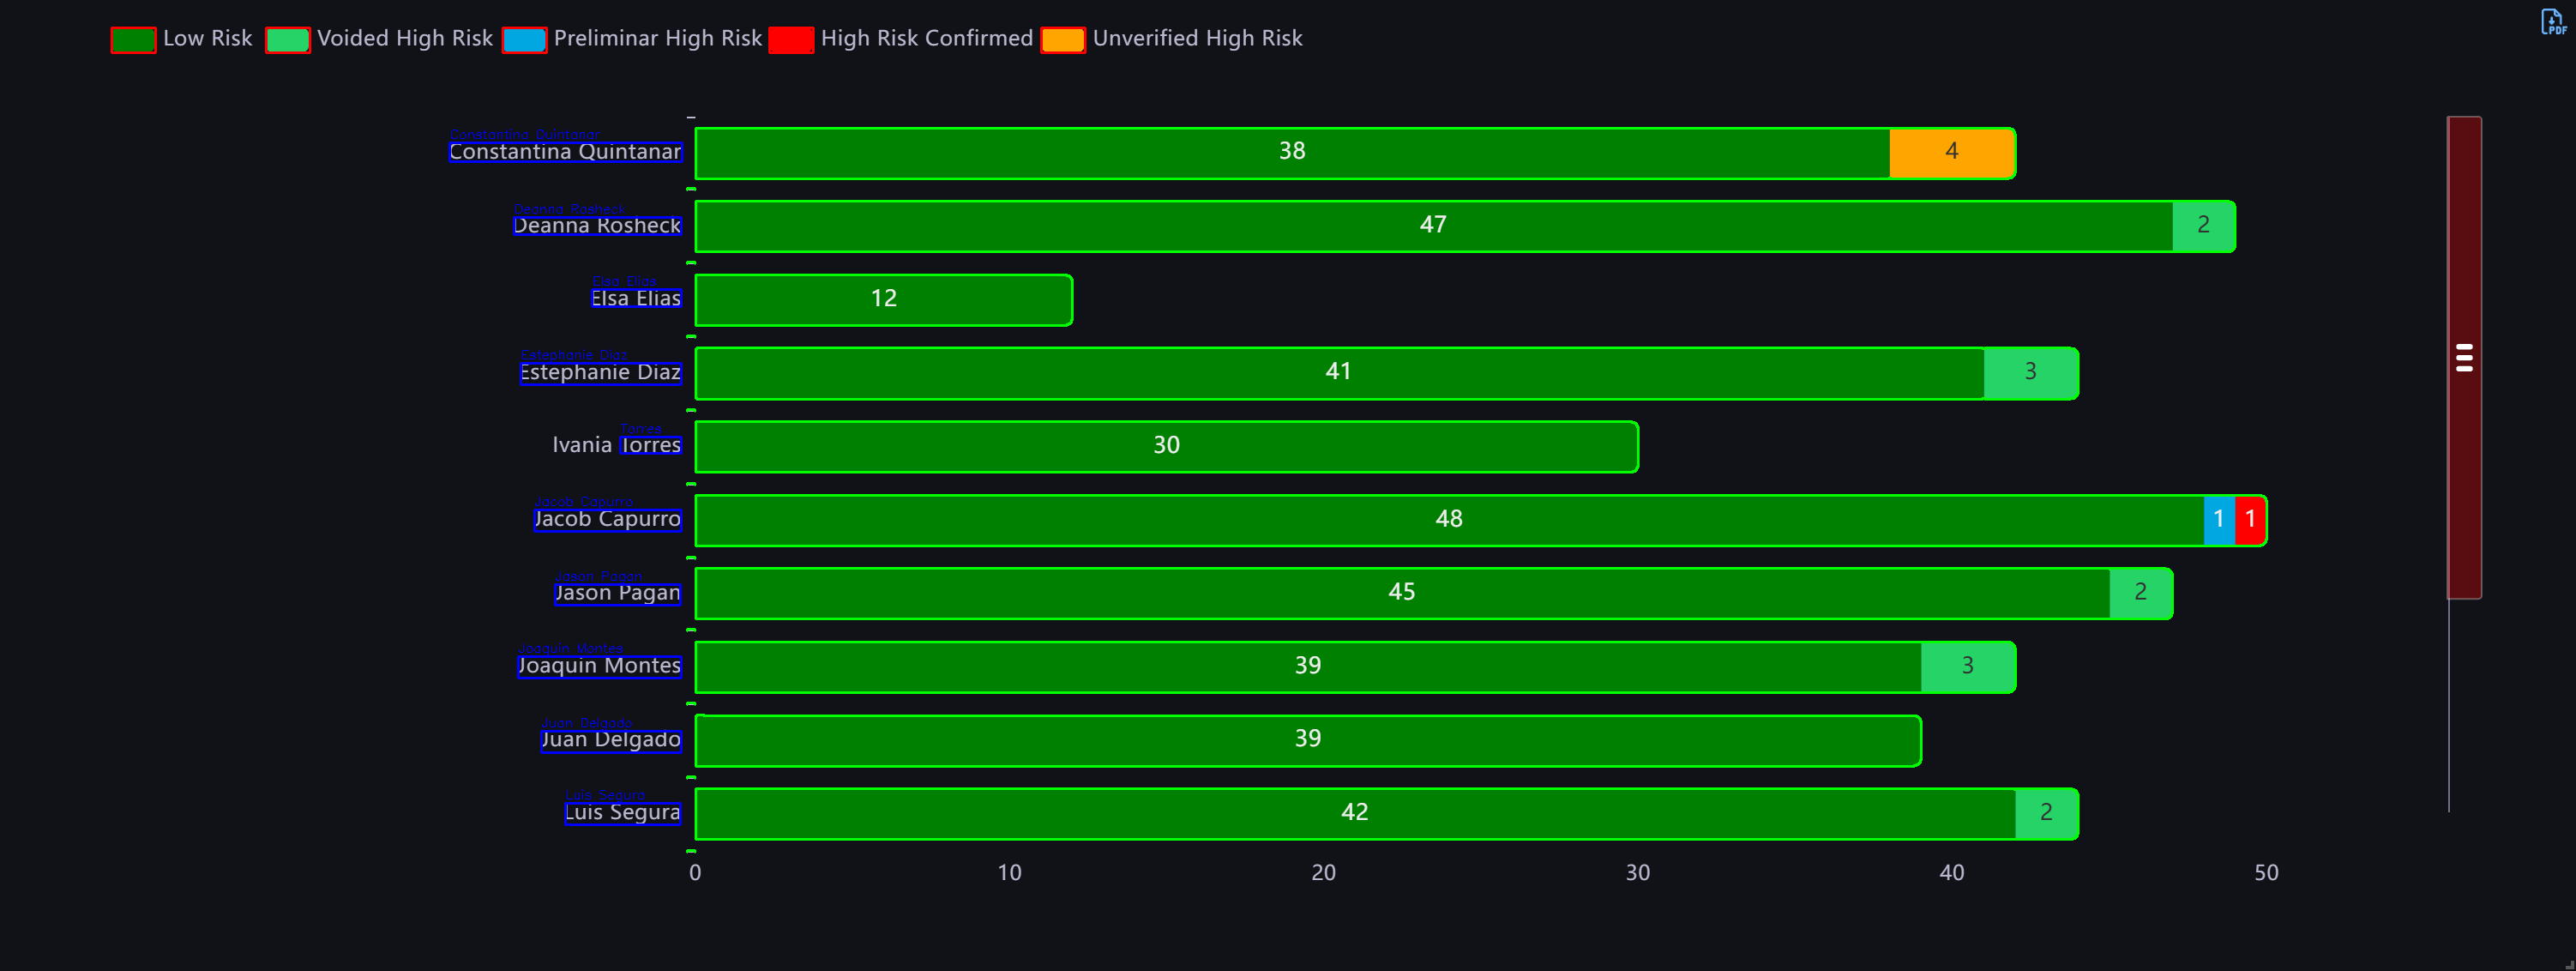 Low Risk Voided High Risk Preliminar High Risk High Risk Confirmed Unverified High Risk
PDF
Constantina Quintanar
Constantina Quintanar 38 4
Deanna Rosheck
Deanna Rosheck 47 2
Elsa Elias
Elsa Elias 12
Estephanie Diaz
Estephanie Diaz 41 3
Torres
Ivania Torres 30
Jacob Capurro
Jacob Capurro 48 1 1
Jason Pagan
Jason Pagan 45 2
Joaquin Montes
Joaquin Montes 39 3
Juan Delgado
Juan Delgado 39
Luis Segura
Luis Segura 42 2
0 10 20 30 40 50